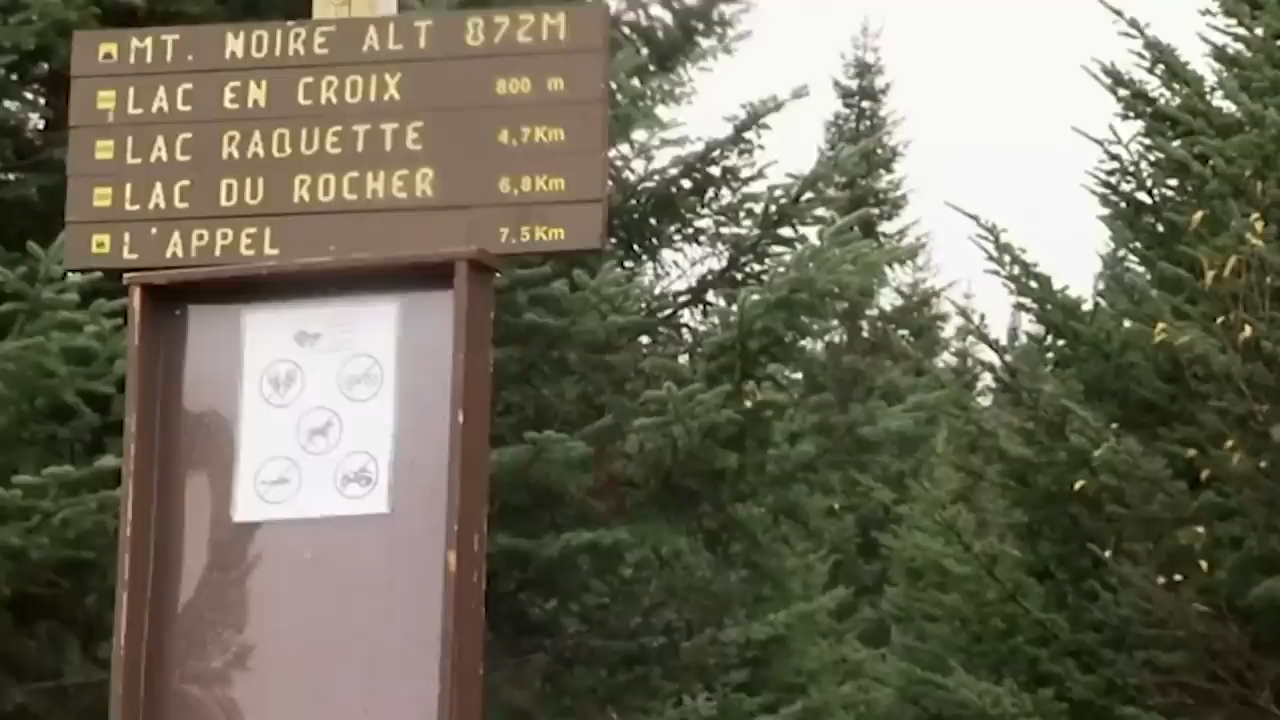 MT. NOIRE ALT 872M
LAC EN CROIX 800 m
LAC RAQUETTE 4,7Km
LAC DU ROCHER 6,8Km
L'APPEL 7.5Km